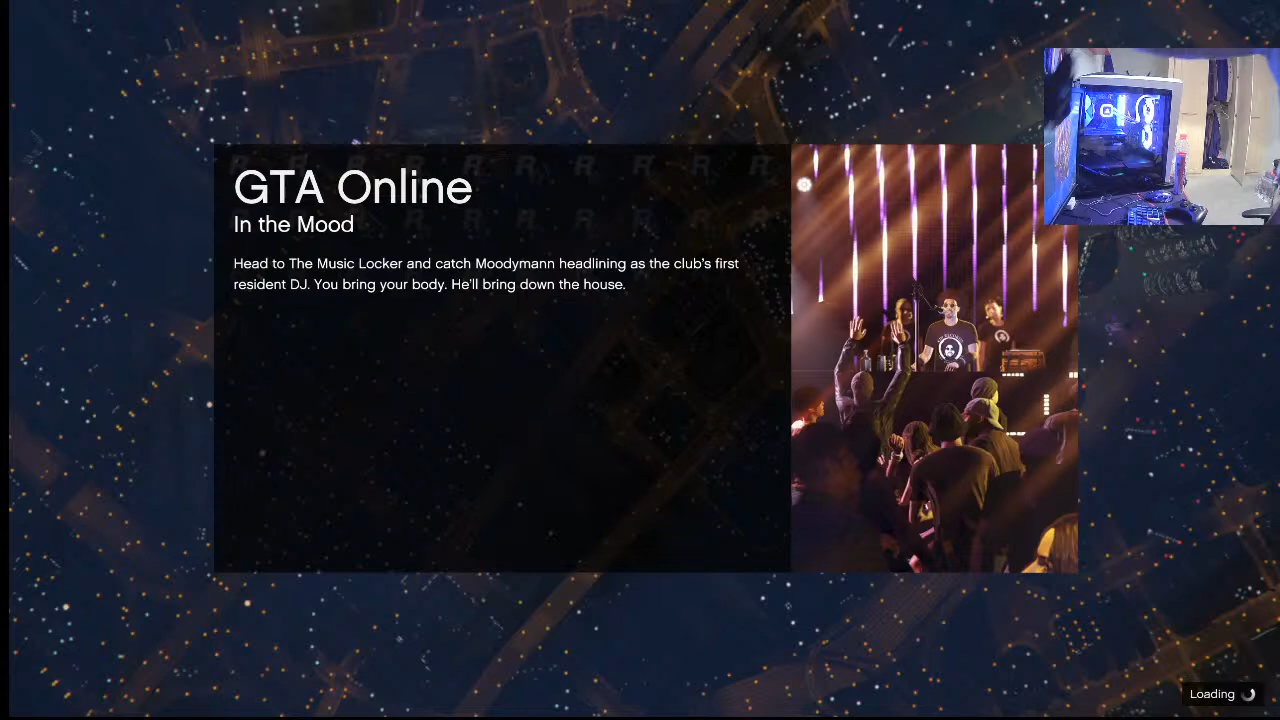 GTA Online
In the Mood
Head to The Music Locker and catch Moodymann headlining as the club's first
resident DJ. You bring your body. He'll bring down the house.
Loading